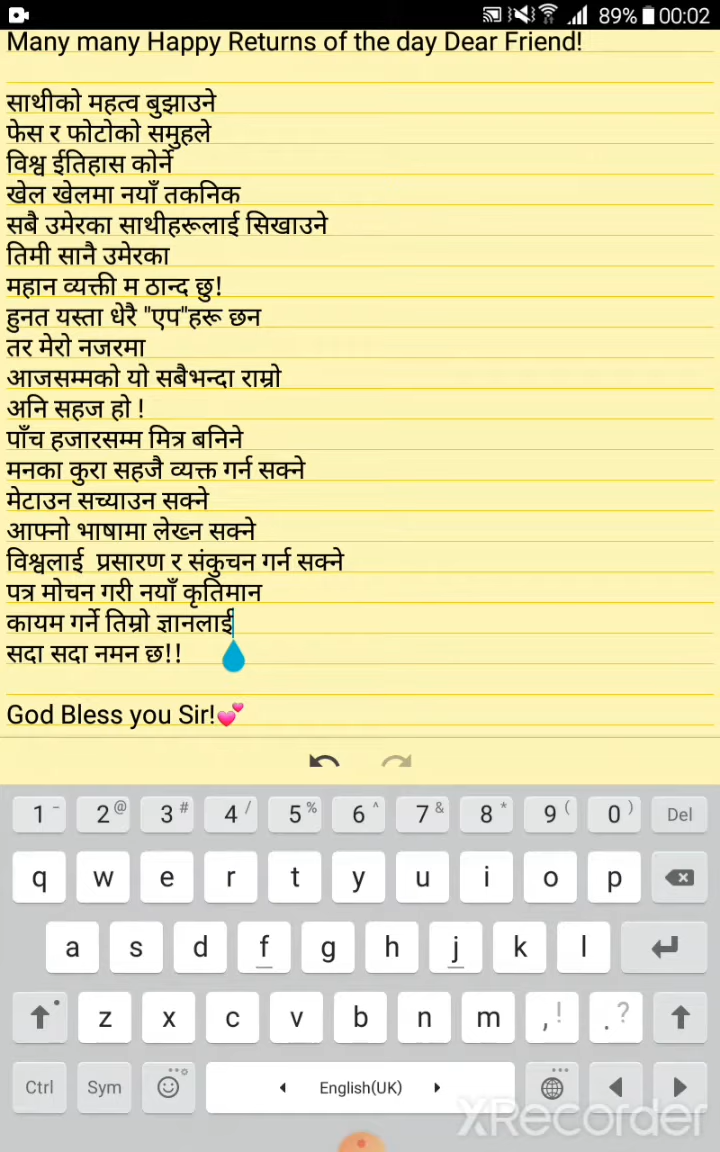 89% 00:02
Many many Happy Returns of the day Dear Friend!
साथीको महत्व बुझाउने
फेस र फोटोको समुहले
विश्व ईतिहास कोर्ने
खेल खेलमा नयाँ तकनिक
सबै उमेरका साथीहरूलाई सिखाउने
तिमी सानै उमेरका
महान व्यक्ती म ठान्द छु!
हुनत यस्ता धेरै "एप"हरू छन
तर मेरो नजरमा
आजसम्मको यो सबैभन्दा राम्रो
अनि सहज हो !
पाँच हजारसम्म मित्र बनिने
मनका कुरा सहजै व्यक्त गर्न सक्ने
मेटाउन सच्याउन सक्ने
आफ्नो भाषामा लेख्न सक्ने
विश्वलाई  प्रसारण र संकुचन गर्न सक्ने
पत्र मोचन गरी नयाँ कृतिमान
कायम गर्ने तिम्रो ज्ञानलाई
सदा सदा नमन छ!!
God Bless you Sir!💕
1 - 2 @ 3 # 4 / 5 % 6 ^ 7 & 8 * 9 ( 0 ) Del
q w e r t y u i o p
a s d f g h j k l
z x c v b n m , ! . ?
Ctrl Sym English(UK)
XRecorder